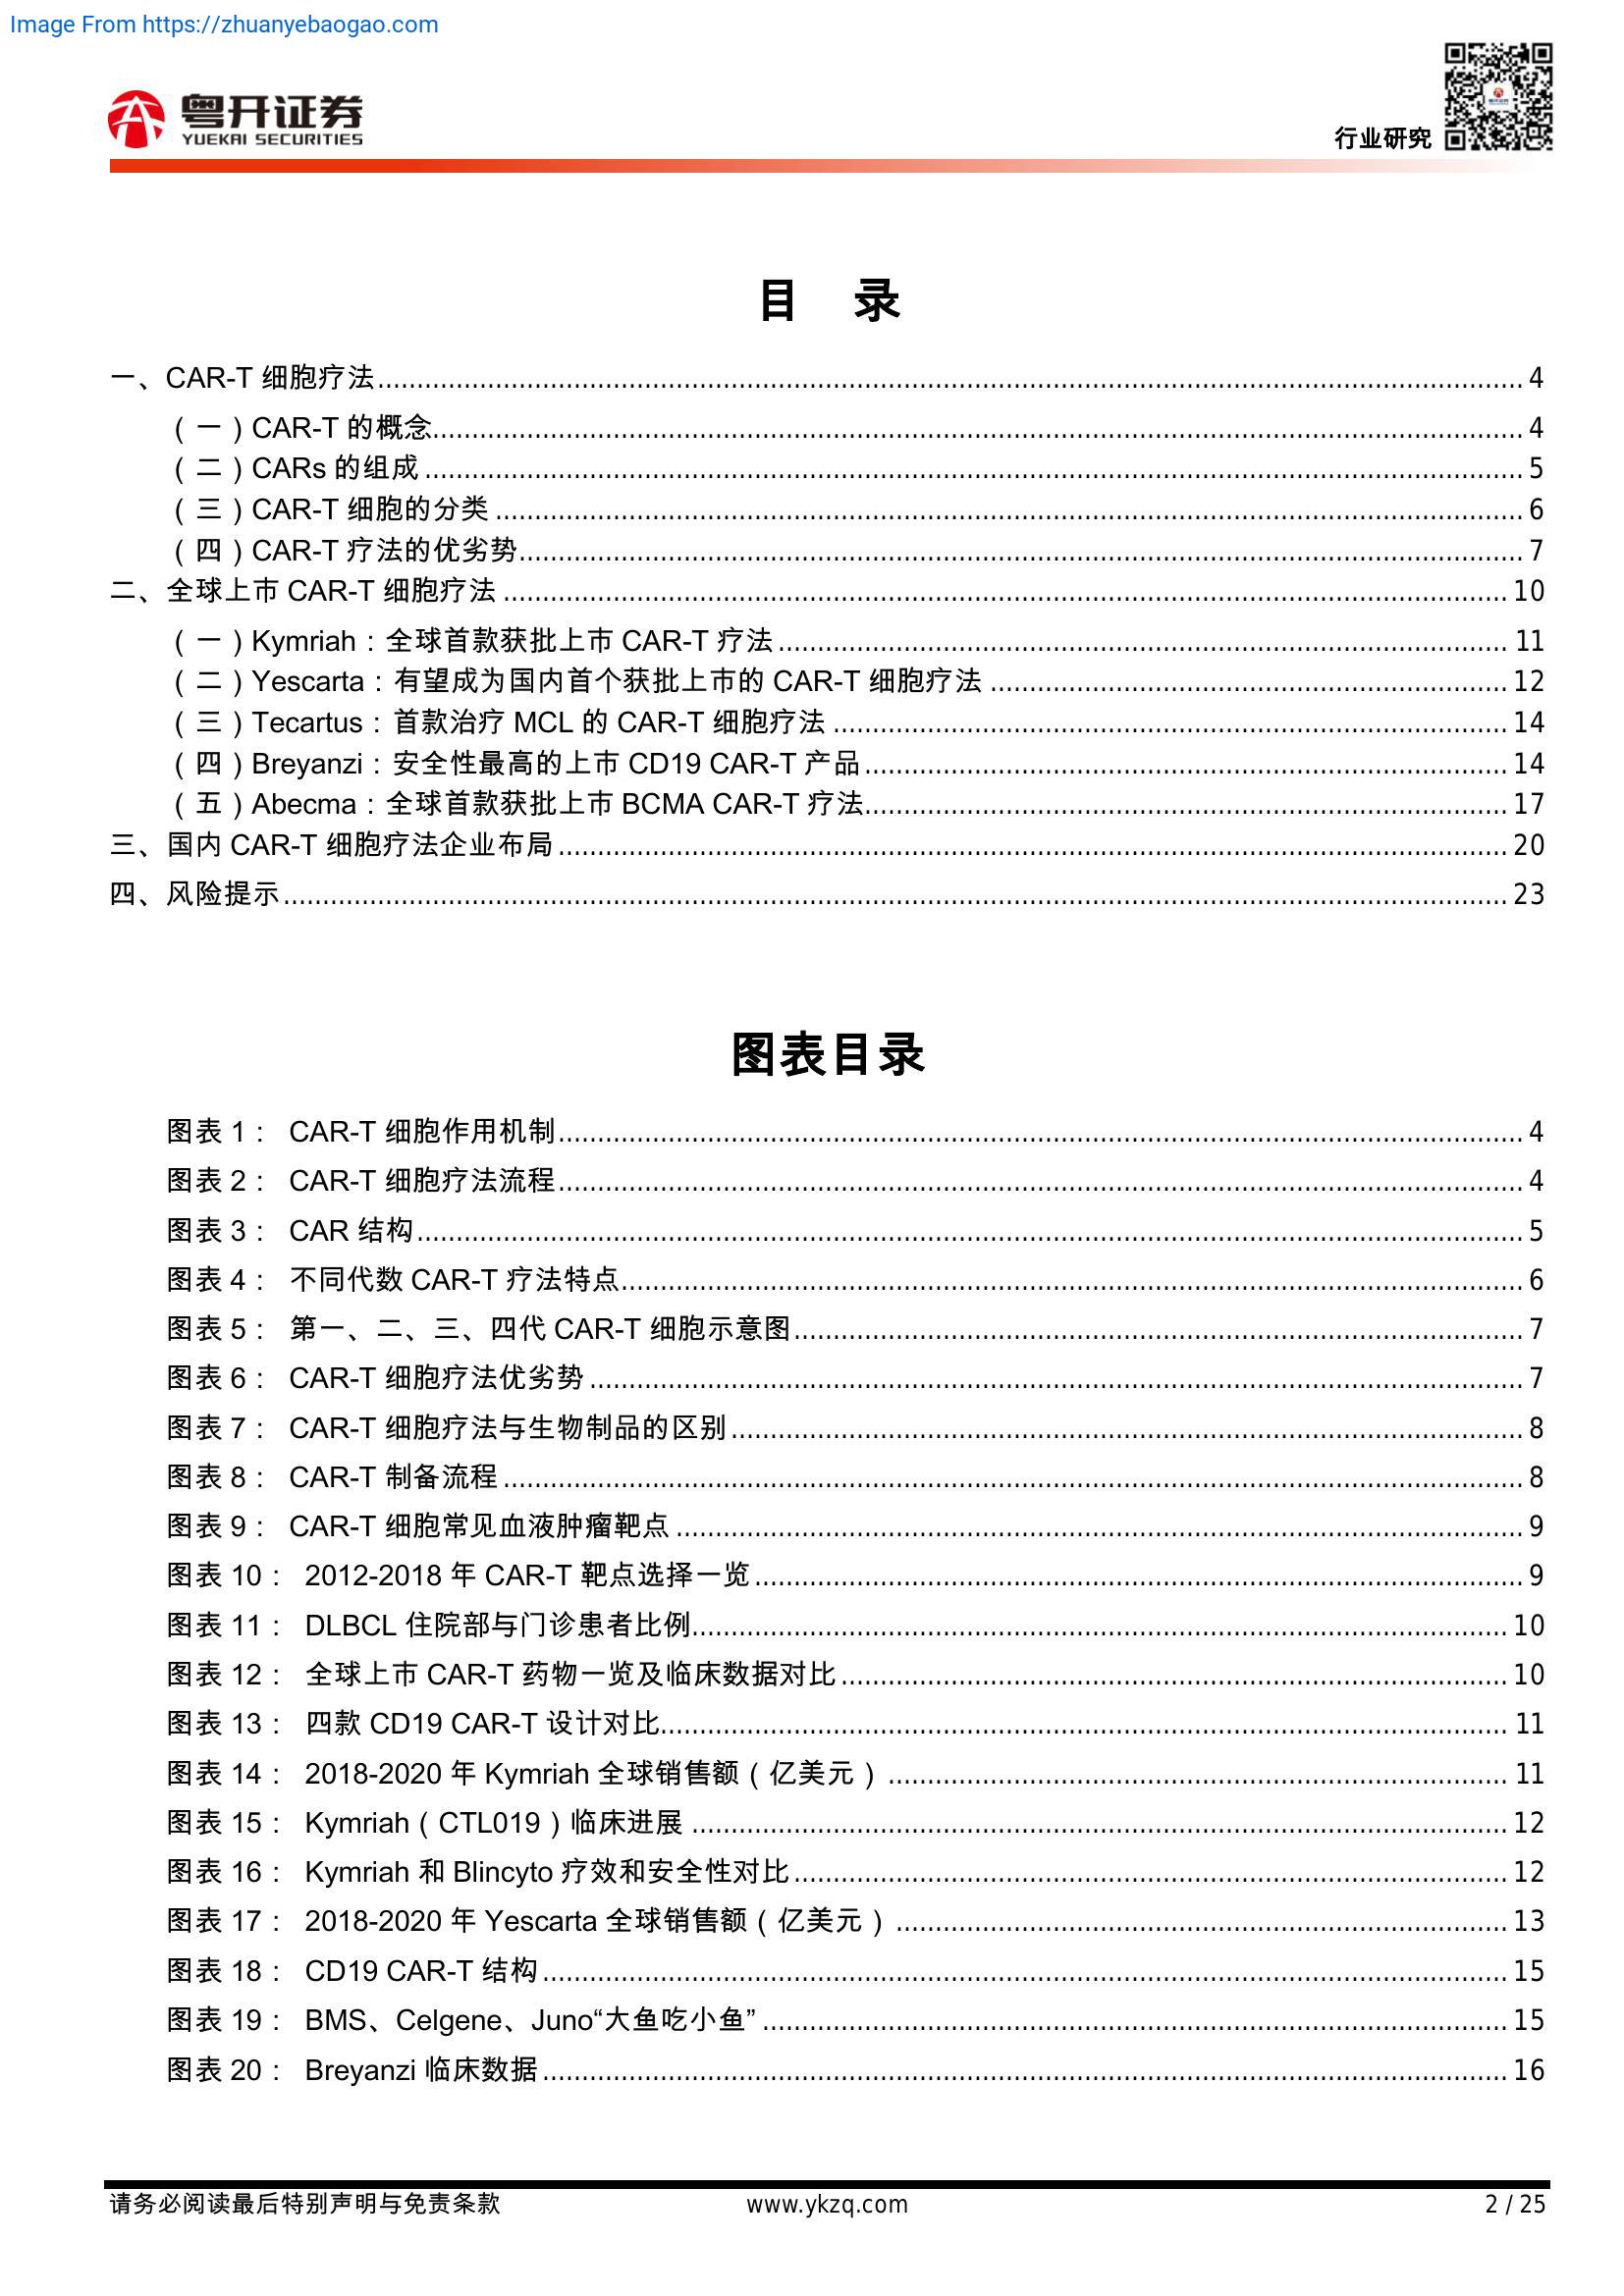 Image From https://zhuanyebaogao.com
粤开证券
YUEKAI SECURITIES
行业研究
目 录
一、CAR-T 细胞疗法 4
(一)CAR-T 的概念 4
(二)CARs 的组成 5
(三)CAR-T 细胞的分类 6
(四)CAR-T 疗法的优劣势 7
二、全球上市 CAR-T 细胞疗法 10
(一)Kymriah：全球首款获批上市 CAR-T 疗法 11
(二)Yescarta：有望成为国内首个获批上市的 CAR-T 细胞疗法 12
(三)Tecartus：首款治疗 MCL 的 CAR-T 细胞疗法 14
(四)Breyanzi：安全性最高的上市 CD19 CAR-T 产品 14
(五)Abecma：全球首款获批上市 BCMA CAR-T 疗法 17
三、国内 CAR-T 细胞疗法企业布局 20
四、风险提示 23
图表目录
图表 1： CAR-T 细胞作用机制 4
图表 2： CAR-T 细胞疗法流程 4
图表 3： CAR 结构 5
图表 4： 不同代数 CAR-T 疗法特点 6
图表 5： 第一、二、三、四代 CAR-T 细胞示意图 7
图表 6： CAR-T 细胞疗法优劣势 7
图表 7： CAR-T 细胞疗法与生物制品的区别 8
图表 8： CAR-T 制备流程 8
图表 9： CAR-T 细胞常见血液肿瘤靶点 9
图表 10： 2012-2018 年 CAR-T 靶点选择一览 9
图表 11： DLBCL 住院部与门诊患者比例 10
图表 12： 全球上市 CAR-T 药物一览及临床数据对比 10
图表 13： 四款 CD19 CAR-T 设计对比 11
图表 14： 2018-2020 年 Kymriah 全球销售额(亿美元) 11
图表 15： Kymriah(CTL019)临床进展 12
图表 16： Kymriah 和 Blincyto 疗效和安全性对比 12
图表 17： 2018-2020 年 Yescarta 全球销售额(亿美元) 13
图表 18： CD19 CAR-T 结构 15
图表 19： BMS、Celgene、Juno“大鱼吃小鱼” 15
图表 20： Breyanzi 临床数据 16
请务必阅读最后特别声明与免责条款 www.ykzq.com 2 / 25